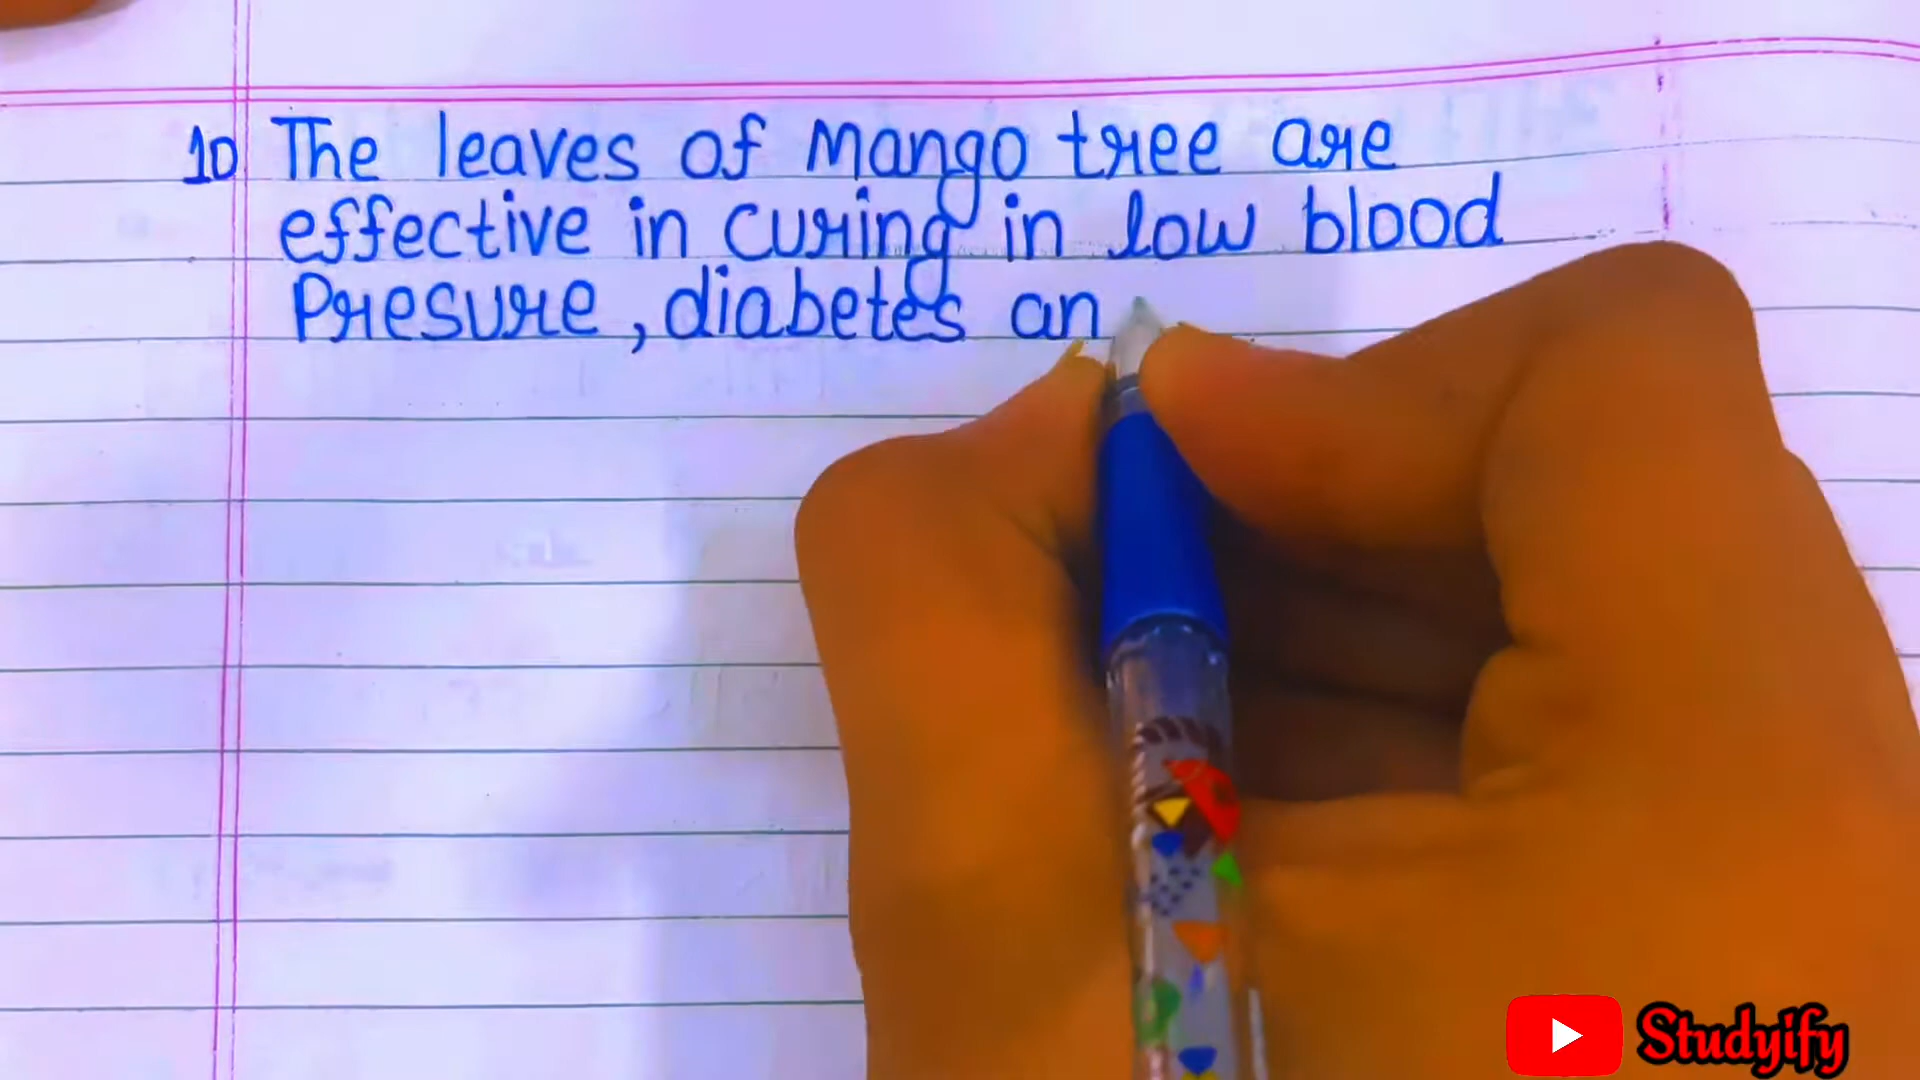 10 The leaves of mango tree are
effective in curing in low blood
Presure, diabetes an
Studyify